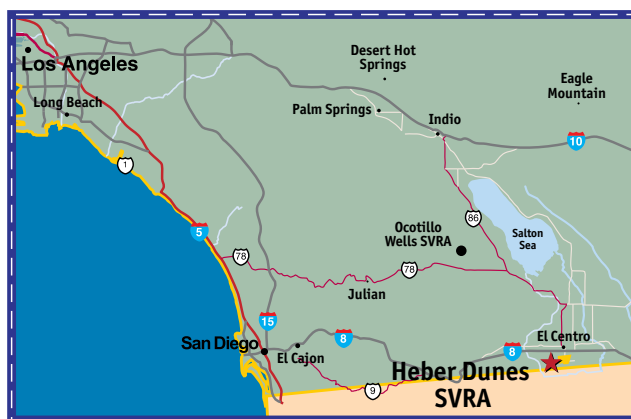 Los Angeles
Long Beach
Desert Hot
Springs
Palm Springs
Indio
Eagle
Mountain
10
1
5
86
Ocotillo
Wells SVRA
Salton
Sea
78
78
Julian
15
San Diego
El Cajon
8
8
El Centro
Heber Dunes
SVRA
9